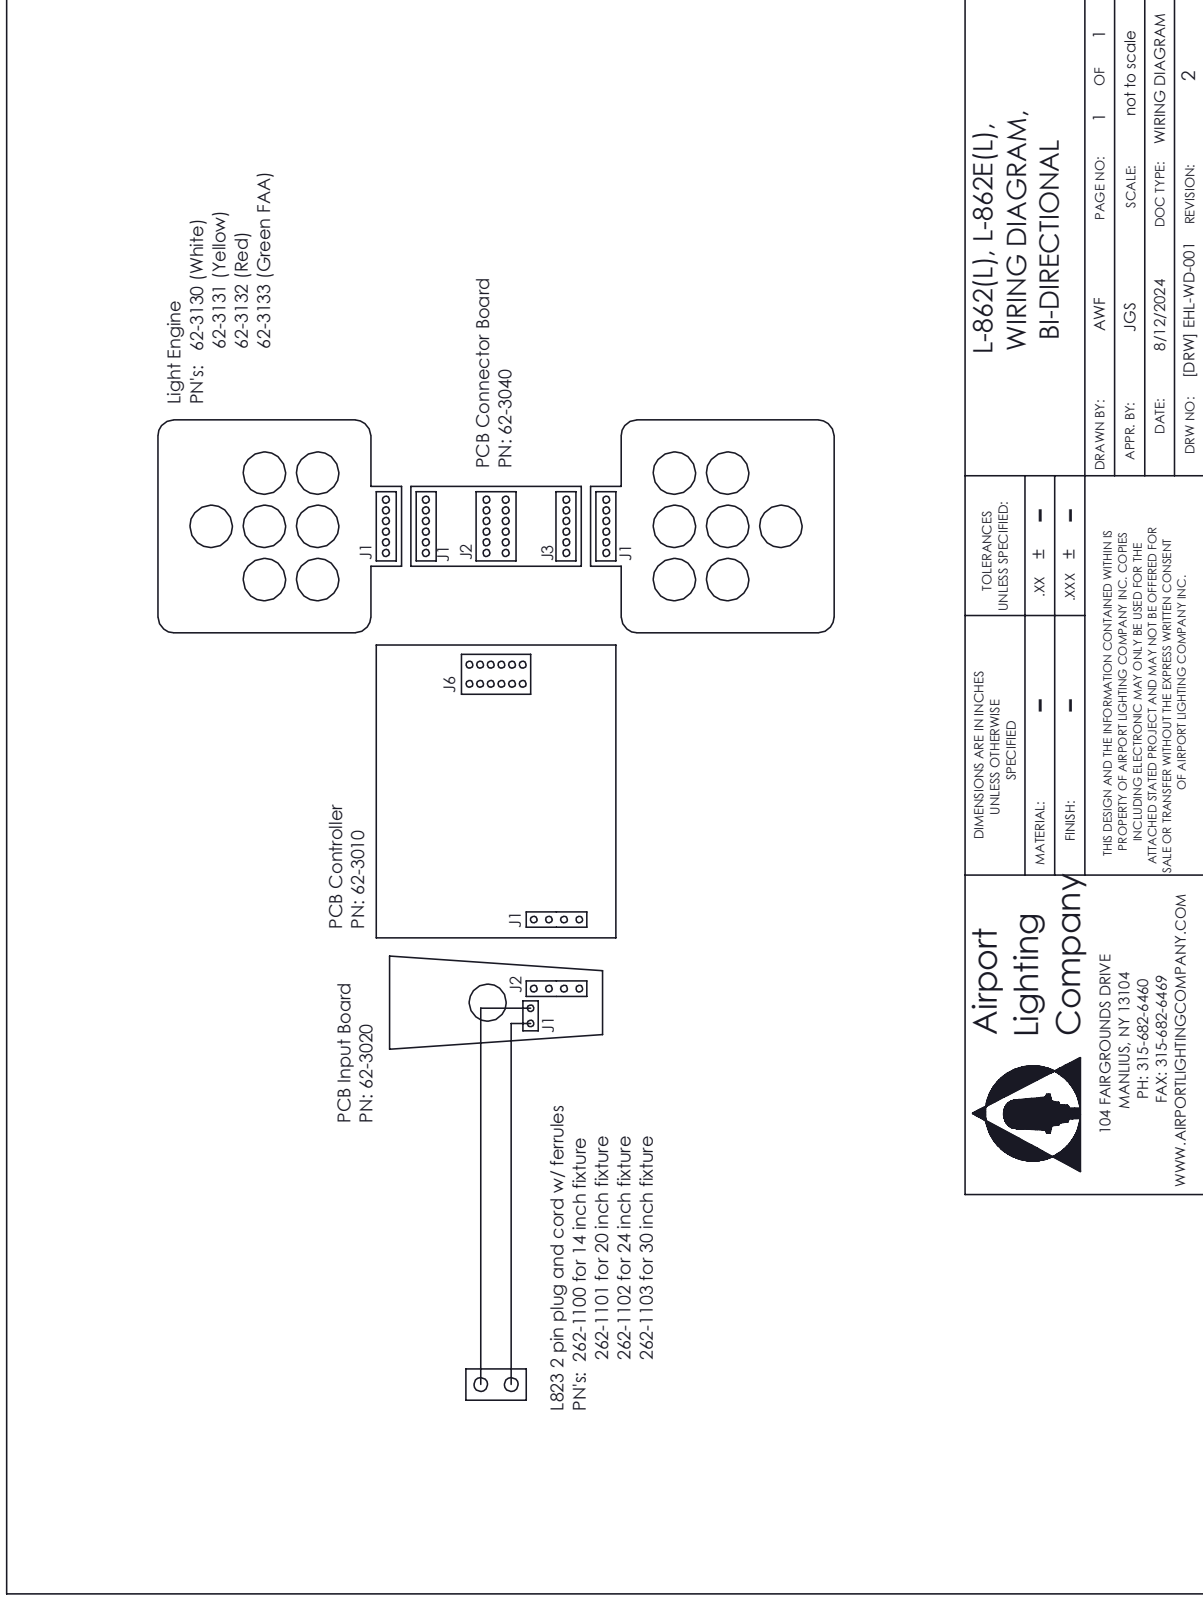 Light Engine
PN's: 62-3130 (White)
62-3131 (Yellow)
62-3132 (Red)
62-3133 (Green FAA)
PCB Connector Board
PN: 62-3040
J1
J1
J2
J3
J1
J6
PCB Controller
PN: 62-3010
J1
PCB Input Board
PN: 62-3020
J2
J1
L823 2 pin plug and cord w/ ferrules
PN's: 262-1100 for 14 inch fixture
262-1101 for 20 inch fixture
262-1102 for 24 inch fixture
262-1103 for 30 inch fixture
Airport
Lighting
Company
104 FAIRGROUNDS DRIVE
MANLIUS, NY 13104
PH: 315-682-6460
FAX: 315-682-6469
WWW.AIRPORTLIGHTINGCOMPANY.COM
DIMENSIONS ARE IN INCHES
UNLESS OTHERWISE
SPECIFIED
TOLERANCES
UNLESS SPECIFIED:
MATERIAL: – .XX ± –
FINISH: – .XXX ± –
THIS DESIGN AND THE INFORMATION CONTAINED WITHIN IS
PROPERTY OF AIRPORT LIGHTING COMPANY INC. COPIES
INCLUDING ELECTRONIC MAY ONLY BE USED FOR THE
ATTACHED STATED PROJECT AND MAY NOT BE OFFERED FOR
SALE OR TRANSFER WITHOUT THE EXPRESS WRITTEN CONSENT
OF AIRPORT LIGHTING COMPANY INC.
L-862(L), L-862E(L),
WIRING DIAGRAM,
BI-DIRECTIONAL
DRAWN BY: AWF PAGE NO: 1 OF 1
APPR. BY: JGS SCALE: not to scale
DATE: 8/12/2024 DOC TYPE: WIRING DIAGRAM
DRW NO: [DRW] EHL-WD-001 REVISION: 2